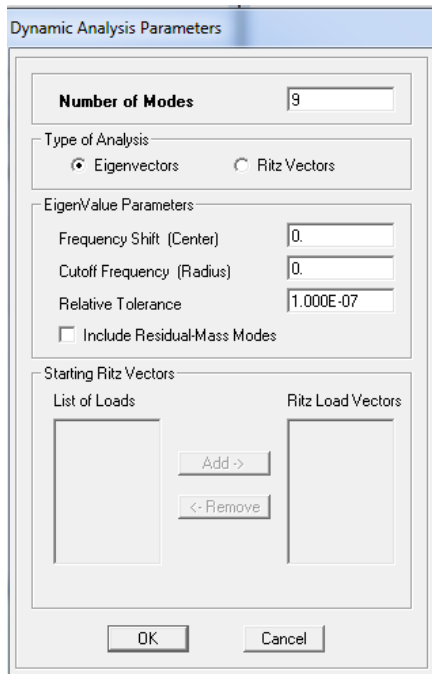 Dynamic Analysis Parameters
Number of Modes 9
Type of Analysis
Eigenvectors Ritz Vectors
EigenValue Parameters
Frequency Shift (Center) 0.
Cutoff Frequency (Radius) 0.
Relative Tolerance 1.000E-07
Include Residual-Mass Modes
Starting Ritz Vectors
List of Loads Ritz Load Vectors
Add ->
<- Remove
OK Cancel